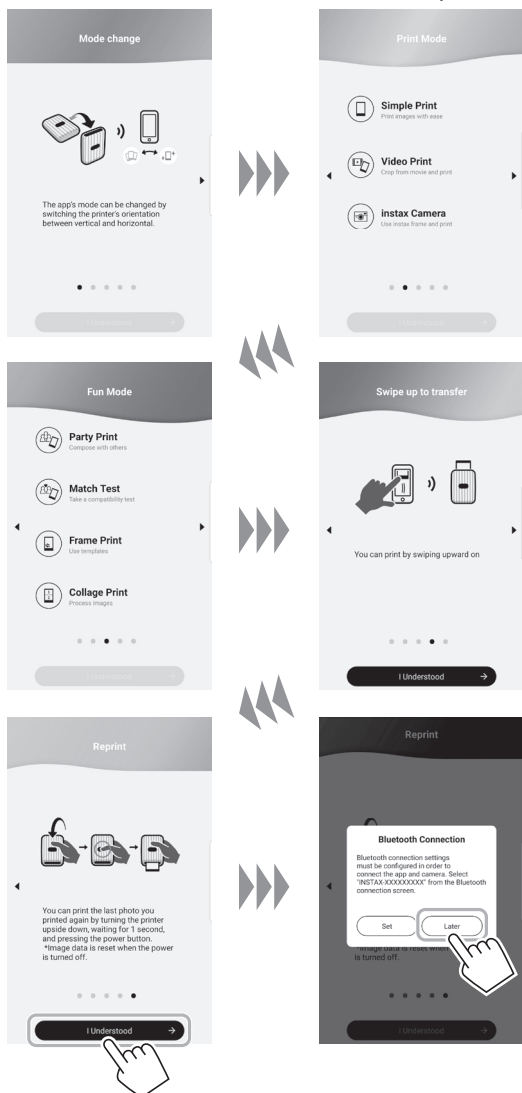 Mode change
The app's mode can be changed by
switching the printer's orientation
between vertical and horizontal.
I Understood
Print Mode
Simple Print
Print images with ease
Video Print
Crop from movie and print
instax Camera
Use instax frame and print
I Understood
Fun Mode
Party Print
Compose with others
Match Test
Take a compatibility test
Frame Print
Use templates
Collage Print
Process images
I Understood
Swipe up to transfer
You can print by swiping upward on
I Understood
Reprint
You can print the last photo you
printed again by turning the printer
upside down, waiting for 1 second,
and pressing the power button.
*Image data is reset when the power
is turned off.
I Understood
Reprint
Bluetooth Connection
Bluetooth connection settings
must be configured in order to
connect the app and camera. Select
"INSTAX-XXXXXXXXX" from the Bluetooth
connection screen.
Set
Later
*Image data is reset when
is turned off.
I Understood